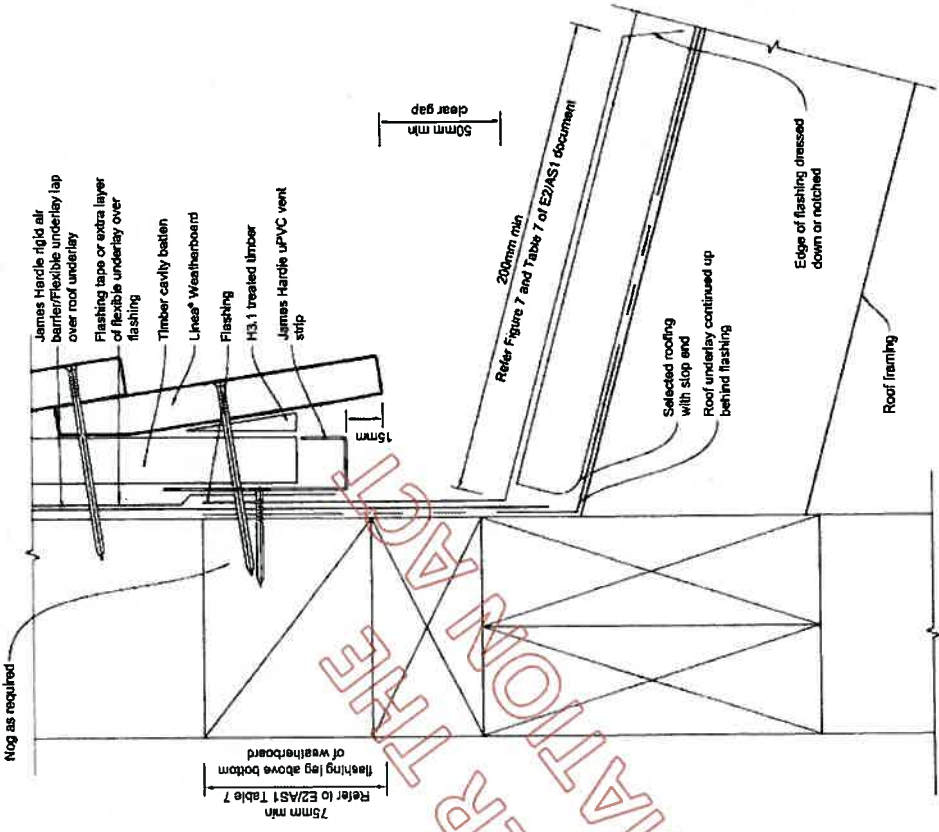 Nog as required
James Hardie rigid air
barrier/Flexible underlay lap
over roof underlay
Flashing tape or extra layer
of flexible underlay over
flashing
Timber cavity batten
Linea® Weatherboard
Flashing
H3.1 treated timber
James Hardie uPVC vent
strip
15mm
50mm min
clear gap
200mm min
Refer Figure 7 and Table 7 of E2/AS1 document
75mm min
Refer to E2/AS1 Table 7
flashing leg above bottom
of weatherboard
Selected roofing
with stop end
Roof underlay continued up
behind flashing
Edge of flashing dressed
down or notched
Roof framing
R THE
MATION ACT